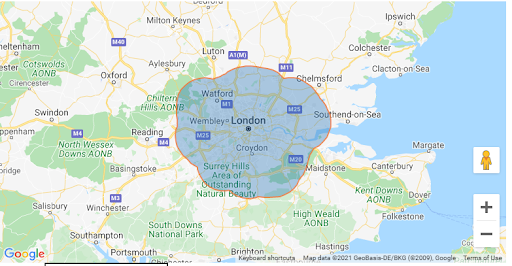 Ipswich
Milton Keynes
Colchester
M40
Luton
A1(M)
Clacton-on-Sea
Aylesbury
M11
Cheltenham
Oxford
Chelmsford
Cotswolds
AONB
Cirencester
Chiltern
Hills AONB
Watford
M1
M25
Southend-on-Sea
Swindon
M4
Wembley
London
M25
Reading
M4
North Wessex
Downs AONB
Croydon
Margate
M20
Basingstoke
Surrey Hills
Area of
Outstanding
Natural Beauty
Maidstone
Canterbury
M3
Kent Downs
AONB
Salisbury
Winchester
High Weald
AONB
Folkestone
South Downs
National Park
Southampton
Brighton
Portsmouth
Google
Keyboard shortcuts
Map data ©2021 GeoBasis-DE/BKG (©2009), Google
Terms of Use